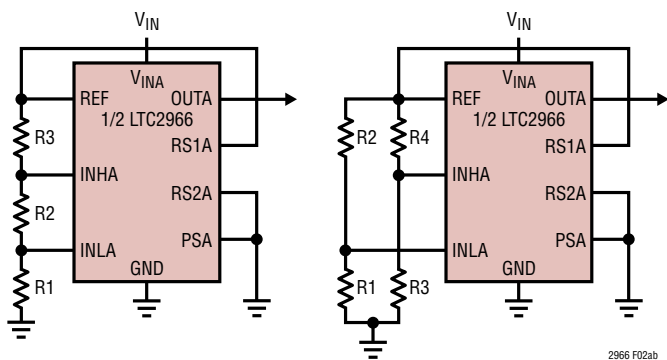 VIN
VINA
REF
OUTA
1/2 LTC2966
R3
RS1A
INHA
R2
RS2A
INLA
PSA
R1
GND
VIN
VINA
REF
OUTA
1/2 LTC2966
R2
R4
RS1A
INHA
RS2A
INLA
PSA
R1
R3
GND
2966 F02ab